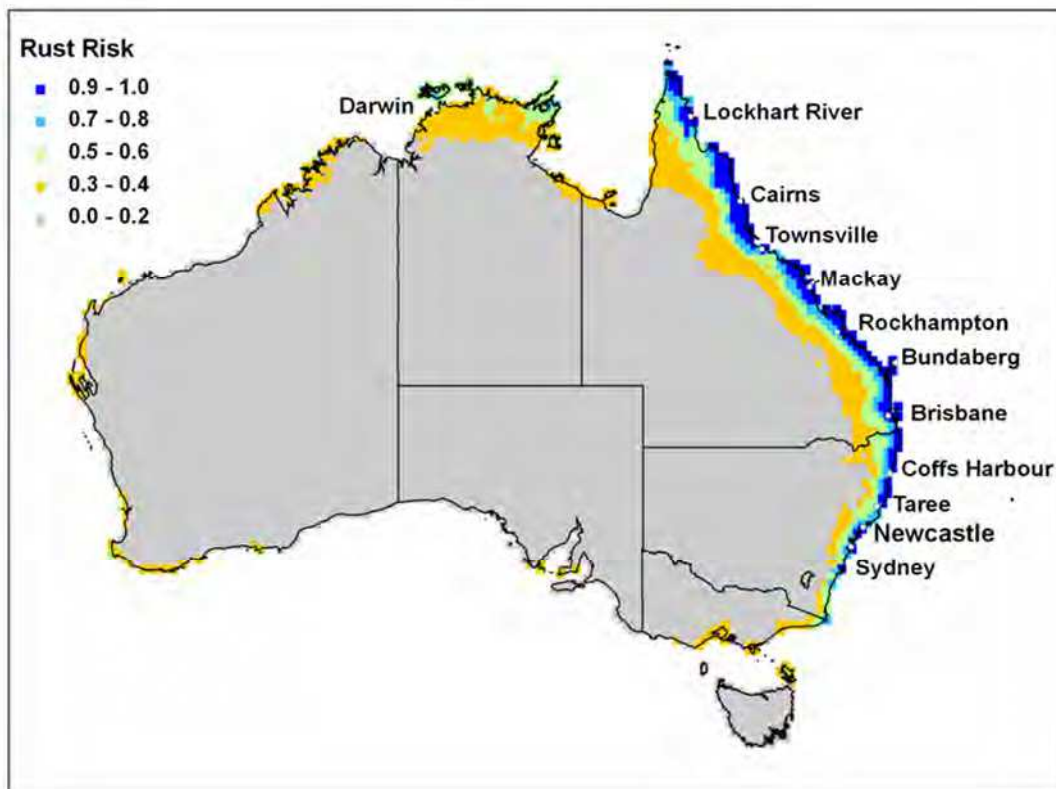 Rust Risk
0.9 - 1.0
0.7 - 0.8
0.5 - 0.6
0.3 - 0.4
0.0 - 0.2
Darwin
Lockhart River
Cairns
Townsville
Mackay
Rockhampton
Bundaberg
Brisbane
Coffs Harbour
Taree
Newcastle
Sydney